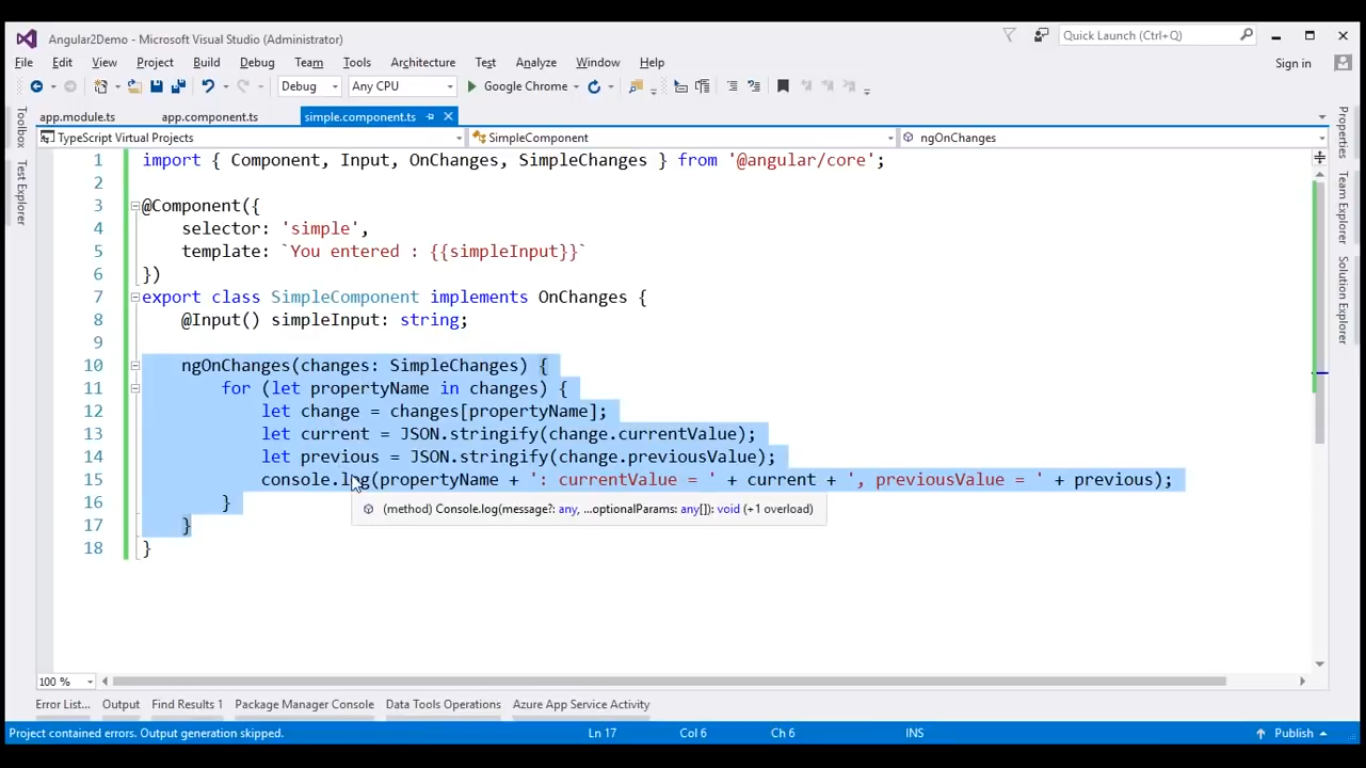 Angular2Demo - Microsoft Visual Studio (Administrator)
Quick Launch (Ctrl+Q)
File Edit View Project Build Debug Team Tools Architecture Test Analyze Window Help
Sign in
Debug Any CPU Google Chrome
Toolbox
Test Explorer
app.module.ts app.component.ts simple.component.ts
TypeScript Virtual Projects SimpleComponent ngOnChanges
1 import { Component, Input, OnChanges, SimpleChanges } from '@angular/core';
2
3 @Component({
4 selector: 'simple',
5 template: `You entered : {{simpleInput}}`
6 })
7 export class SimpleComponent implements OnChanges {
8 @Input() simpleInput: string;
9
10 ngOnChanges(changes: SimpleChanges) {
11 for (let propertyName in changes) {
12 let change = changes[propertyName];
13 let current = JSON.stringify(change.currentValue);
14 let previous = JSON.stringify(change.previousValue);
15 console.log(propertyName + ': currentValue = ' + current + ', previousValue = ' + previous);
16 }
(method) Console.log(message?: any, ...optionalParams: any[]): void (+1 overload)
17 }
18 }
Properties
Team Explorer
Solution Explorer
100 %
Error List... Output Find Results 1 Package Manager Console Data Tools Operations Azure App Service Activity
Project contained errors. Output generation skipped. Ln 17 Col 6 Ch 6 INS Publish